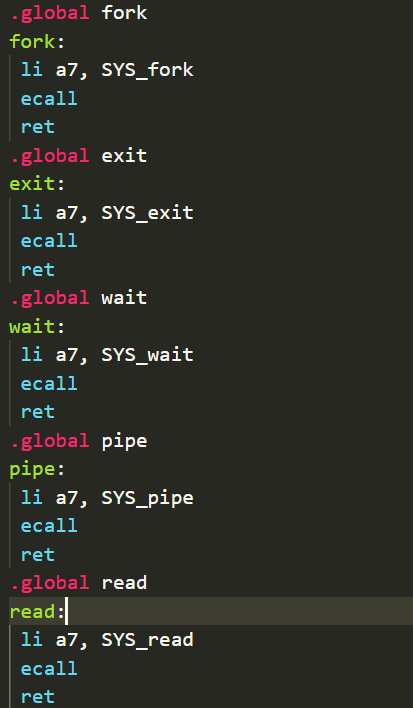 .global fork
fork:
 li a7, SYS_fork
 ecall
 ret
.global exit
exit:
 li a7, SYS_exit
 ecall
 ret
.global wait
wait:
 li a7, SYS_wait
 ecall
 ret
.global pipe
pipe:
 li a7, SYS_pipe
 ecall
 ret
.global read
read:
 li a7, SYS_read
 ecall
 ret